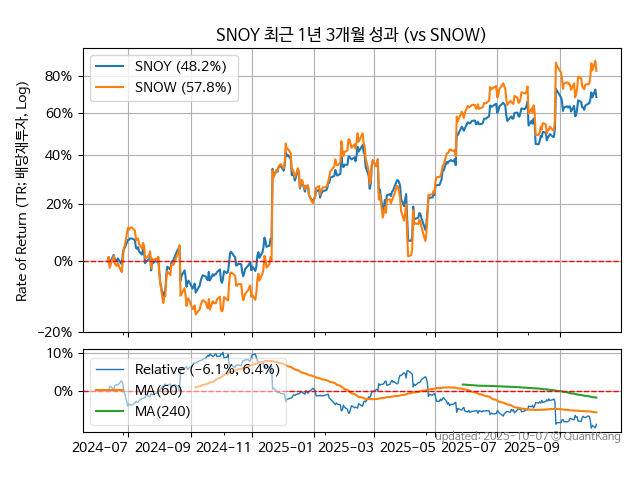 SNOY 최근 1년 3개월 성과 (vs SNOW)
Rate of Return (TR: 배당재투자, Log)
80%
60%
40%
20%
0%
−20%
SNOY (48.2%)
SNOW (57.8%)
10%
0%
Relative (−6.1%, 6.4%)
MA(60)
MA(240)
2024−07 2024−09 2024−11 2025−01 2025−03 2025−05 2025−07 2025−09
updated: 2025−10−07 © QuantKang